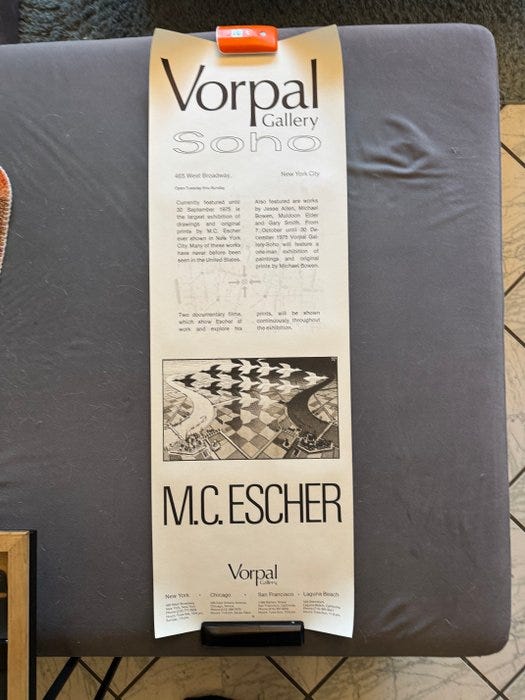 Vorpal
Gallery
Soho
465 West Broadway, New York City
Open Tuesday thru Sunday
Currently featured until
30 September 1975 is
the largest exhibition of
drawings and original
prints by M.C. Escher
ever shown in New York
City. Many of these works
have never before been
seen in the United States.
Also featured are works
by Jesse Allen, Michael
Bowen, Muldoon Elder
and Gary Smith. From
7 October until 30 De-
cember 1975 Vorpal Gal-
lery-Soho will feature a
one-man exhibition of
paintings and original
prints by Michael Bowen.
Two documentary films,
which show Escher at
work and explore his
prints, will be shown
continuously throughout
the exhibition.
M.C. ESCHER
Vorpal
Gallery
New York • Chicago • San Francisco • Laguna Beach